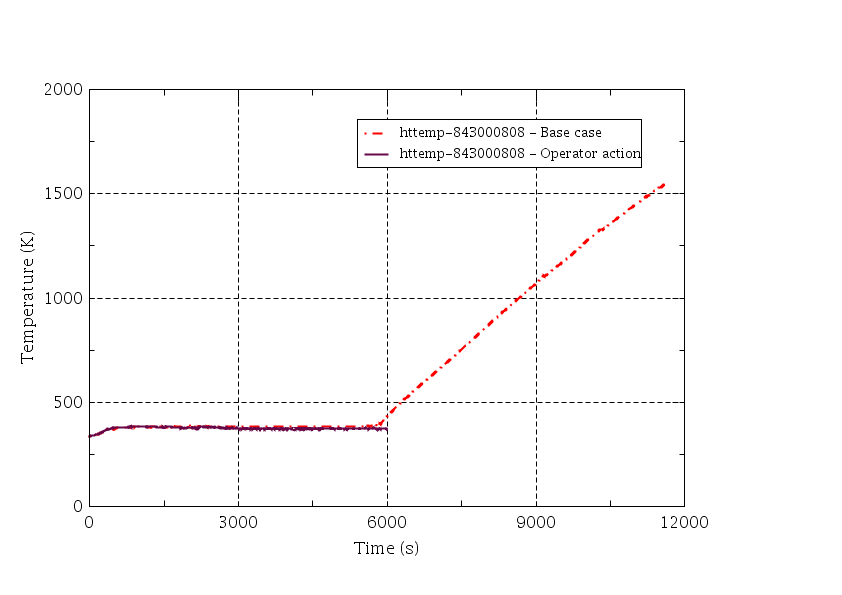 2000
httemp-843000808 - Base case
httemp-843000808 - Operator action
1500
Temperature (K)
1000
500
0
0 3000 6000 9000 12000
Time (s)